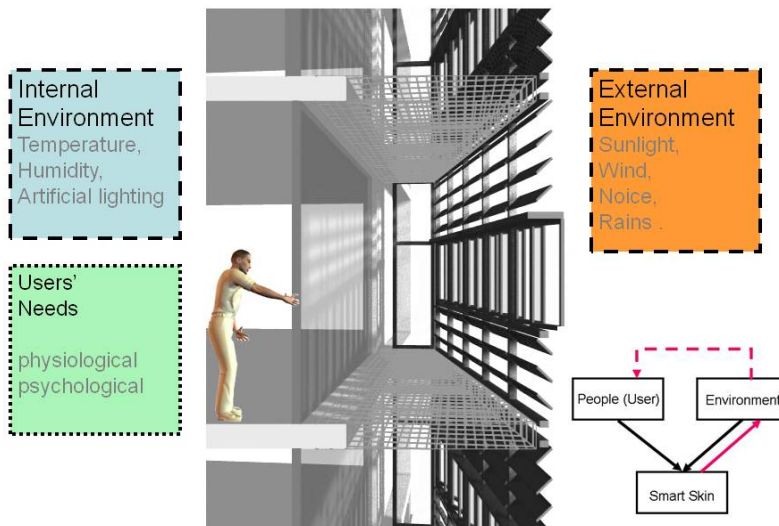 Internal
Environment
Temperature,
Humidity,
Artificial lighting
Users'
Needs
physiological
psychological
External
Environment
Sunlight,
Wind,
Noice,
Rains .
People (User)
Environment
Smart Skin